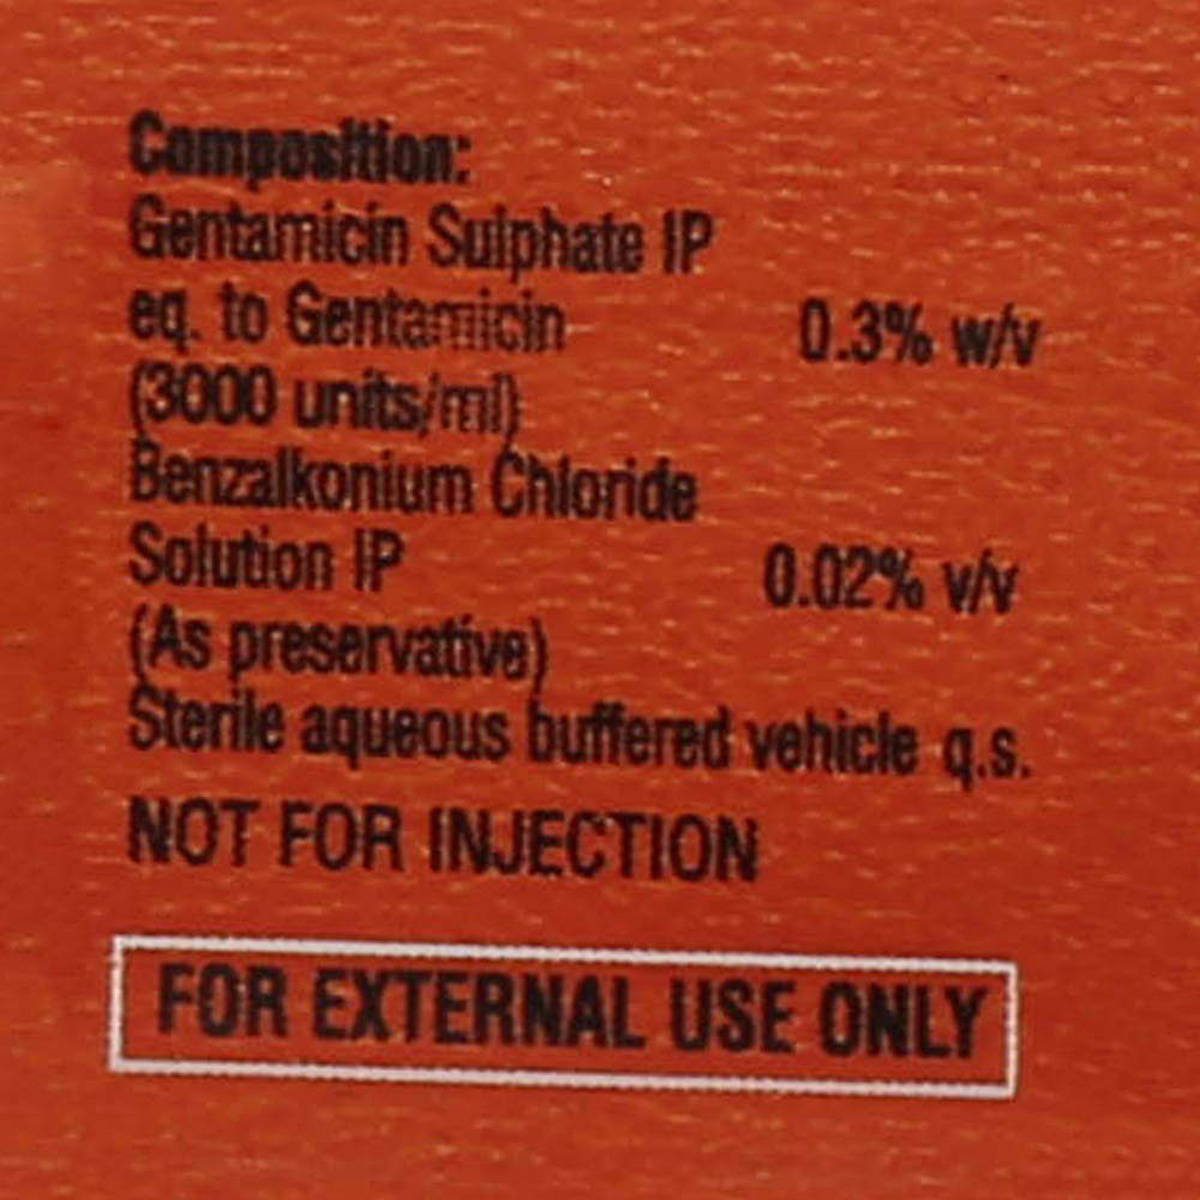 Composition:
Gentamicin Sulphate IP
eq. to Gentamicin 0.3% w/v
(3000 units/ml)
Benzalkonium Chloride
Solution IP 0.02% v/v
(As preservative)
Sterile aqueous buffered vehicle q.s.
NOT FOR INJECTION
FOR EXTERNAL USE ONLY